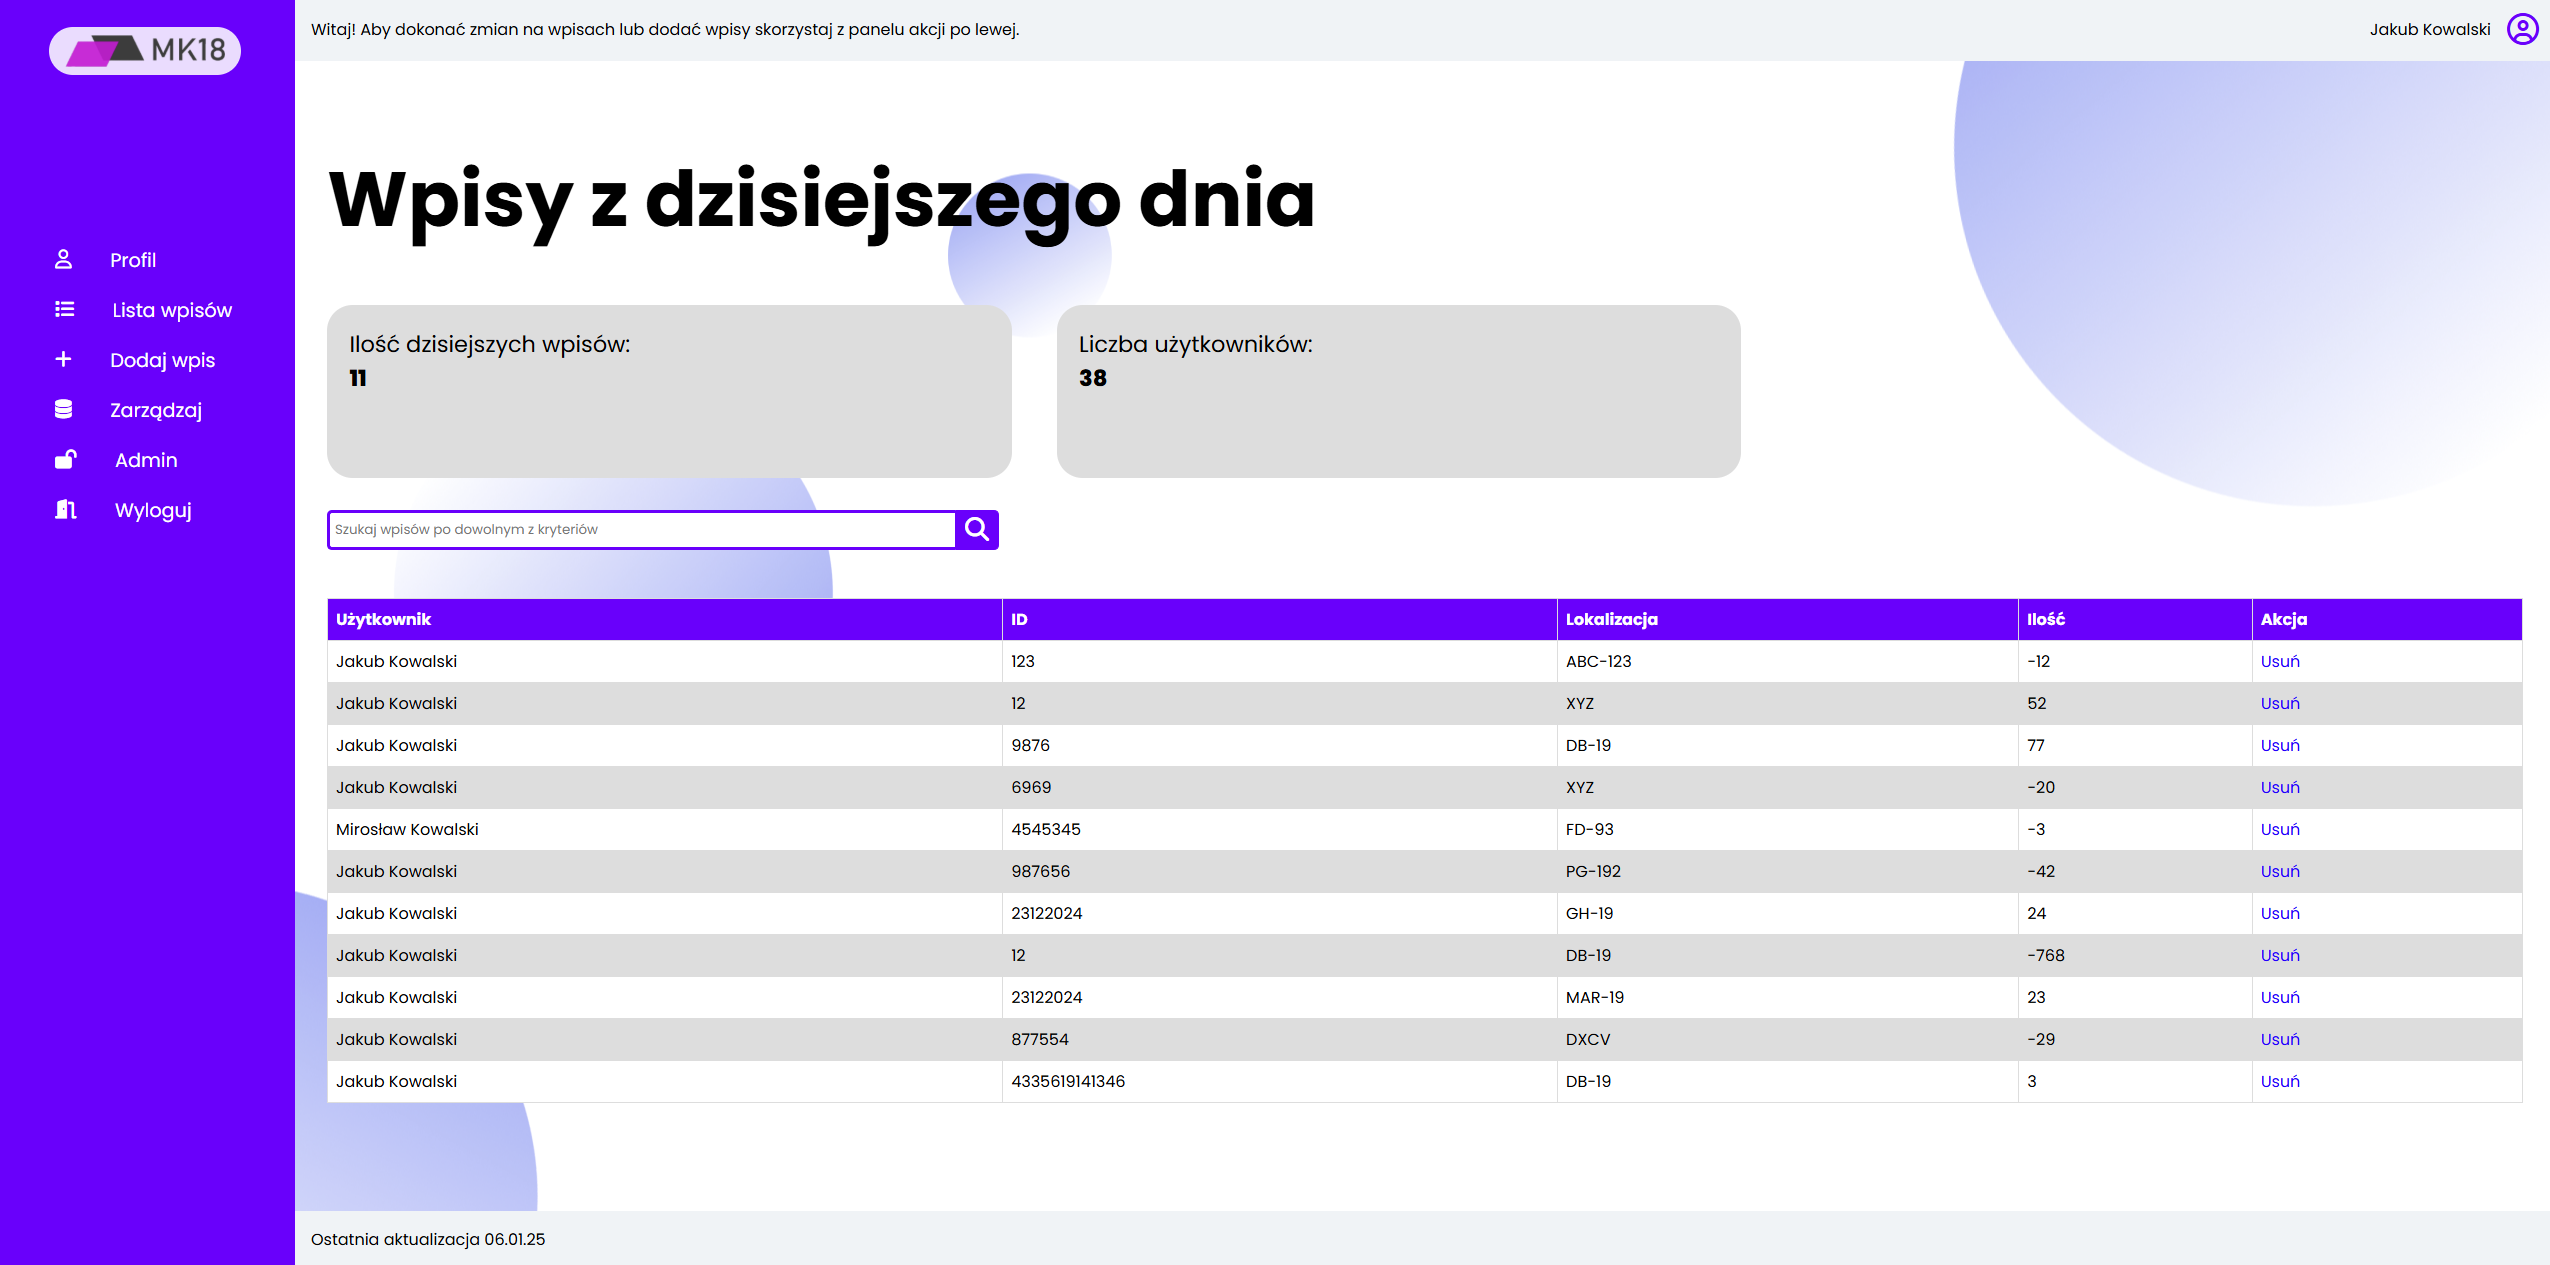 MK18
Witaj! Aby dokonać zmian na wpisach lub dodać wpisy skorzystaj z panelu akcji po lewej.
Jakub Kowalski
Profil
Lista wpisów
Dodaj wpis
Zarządzaj
Admin
Wyloguj
Wpisy z dzisiejszego dnia
Ilość dzisiejszych wpisów:
11
Liczba użytkowników:
38
Szukaj wpisów po dowolnym z kryteriów
Użytkownik ID Lokalizacja Ilość Akcja
Jakub Kowalski 123 ABC-123 -12 Usuń
Jakub Kowalski 12 XYZ 52 Usuń
Jakub Kowalski 9876 DB-19 77 Usuń
Jakub Kowalski 6969 XYZ -20 Usuń
Mirosław Kowalski 4545345 FD-93 -3 Usuń
Jakub Kowalski 987656 PG-192 -42 Usuń
Jakub Kowalski 23122024 GH-19 24 Usuń
Jakub Kowalski 12 DB-19 -768 Usuń
Jakub Kowalski 23122024 MAR-19 23 Usuń
Jakub Kowalski 877554 DXCV -29 Usuń
Jakub Kowalski 4335619141346 DB-19 3 Usuń
Ostatnia aktualizacja 06.01.25